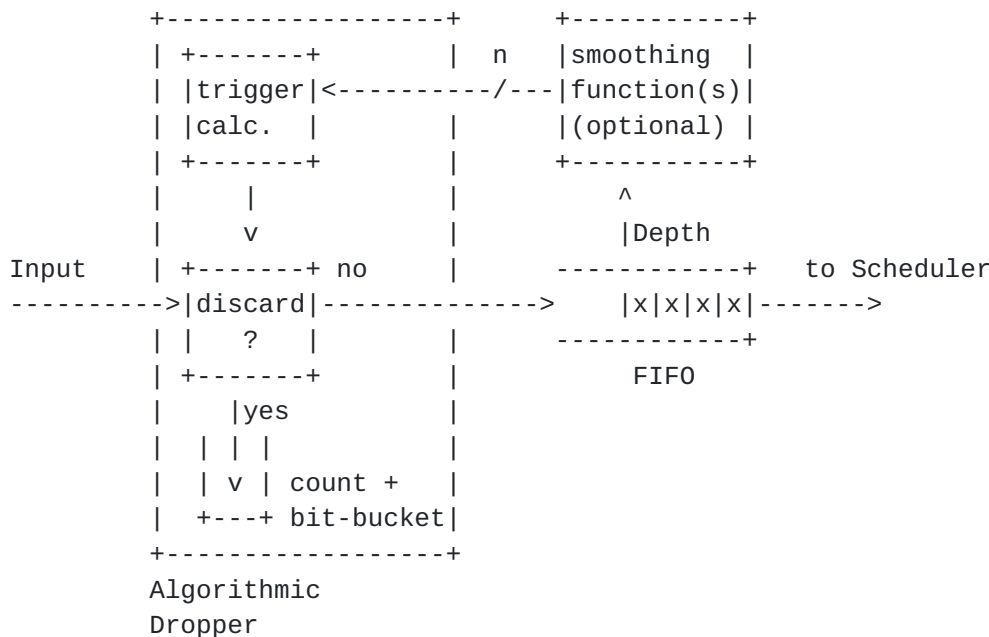 +------------------+      +-----------+
         | +-------+        |  n   |smoothing  |
         | |trigger|<----------/---|function(s)|
         | |calc.  |        |      |(optional) |
         | +-------+        |      +-----------+
         |     |            |          ^
         |     v            |          |Depth
Input    | +-------+ no     |      ------------+   to Scheduler
---------->|discard|-------------->    |x|x|x|x|------->
         | |   ?   |        |      ------------+
         | +-------+        |           FIFO
         |    |yes          |
         |  | | |           |
         |  | v | count +   |
         |  +---+ bit-bucket|
         +------------------+
         Algorithmic
         Dropper